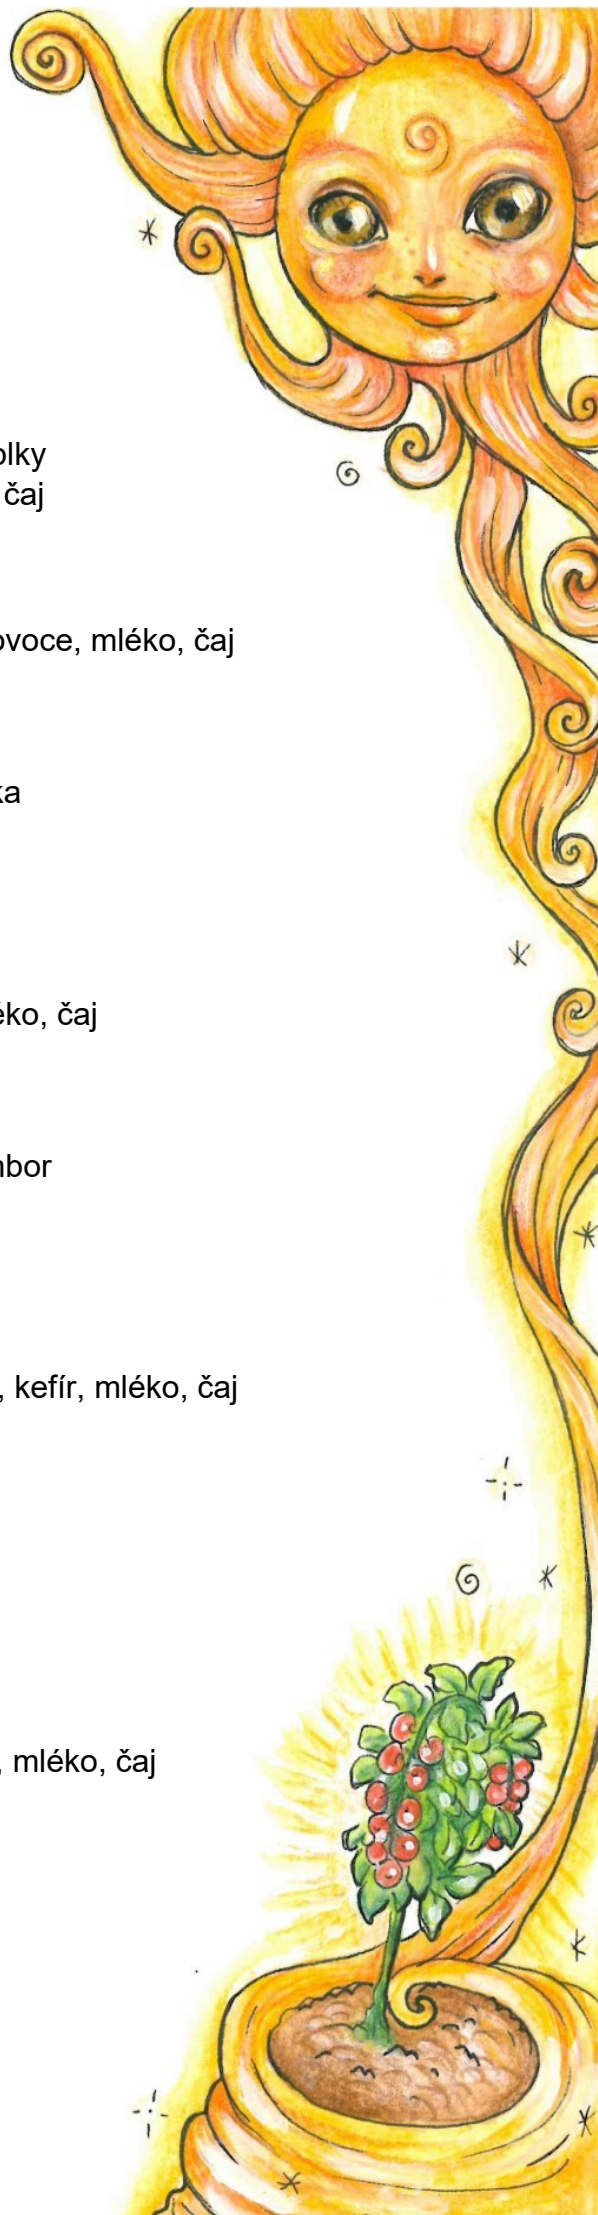 olky
čaj
ovoce, mléko, čaj
ka
éko, čaj
mbor
, kefír, mléko, čaj
, mléko, čaj